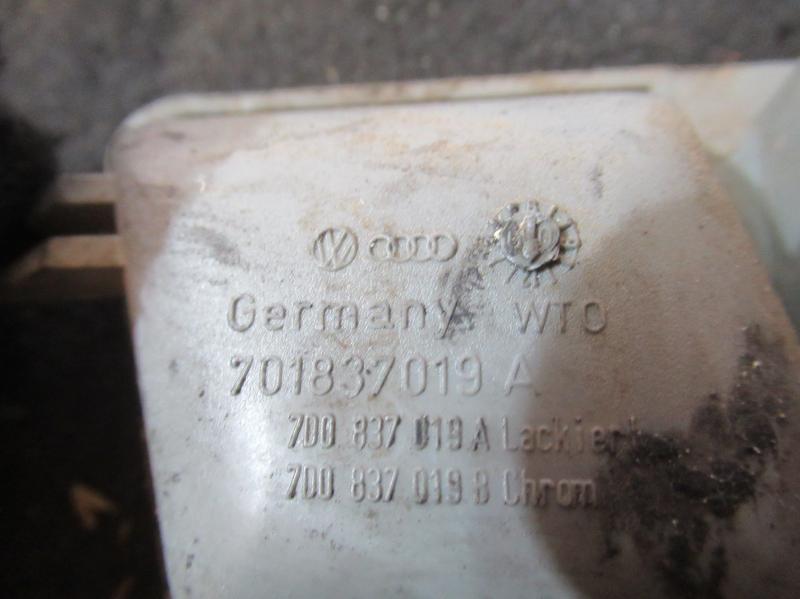 Germany WTO
701837019 A
7D0 837 019 A Lackiert
7D0 837 019 B Chrom